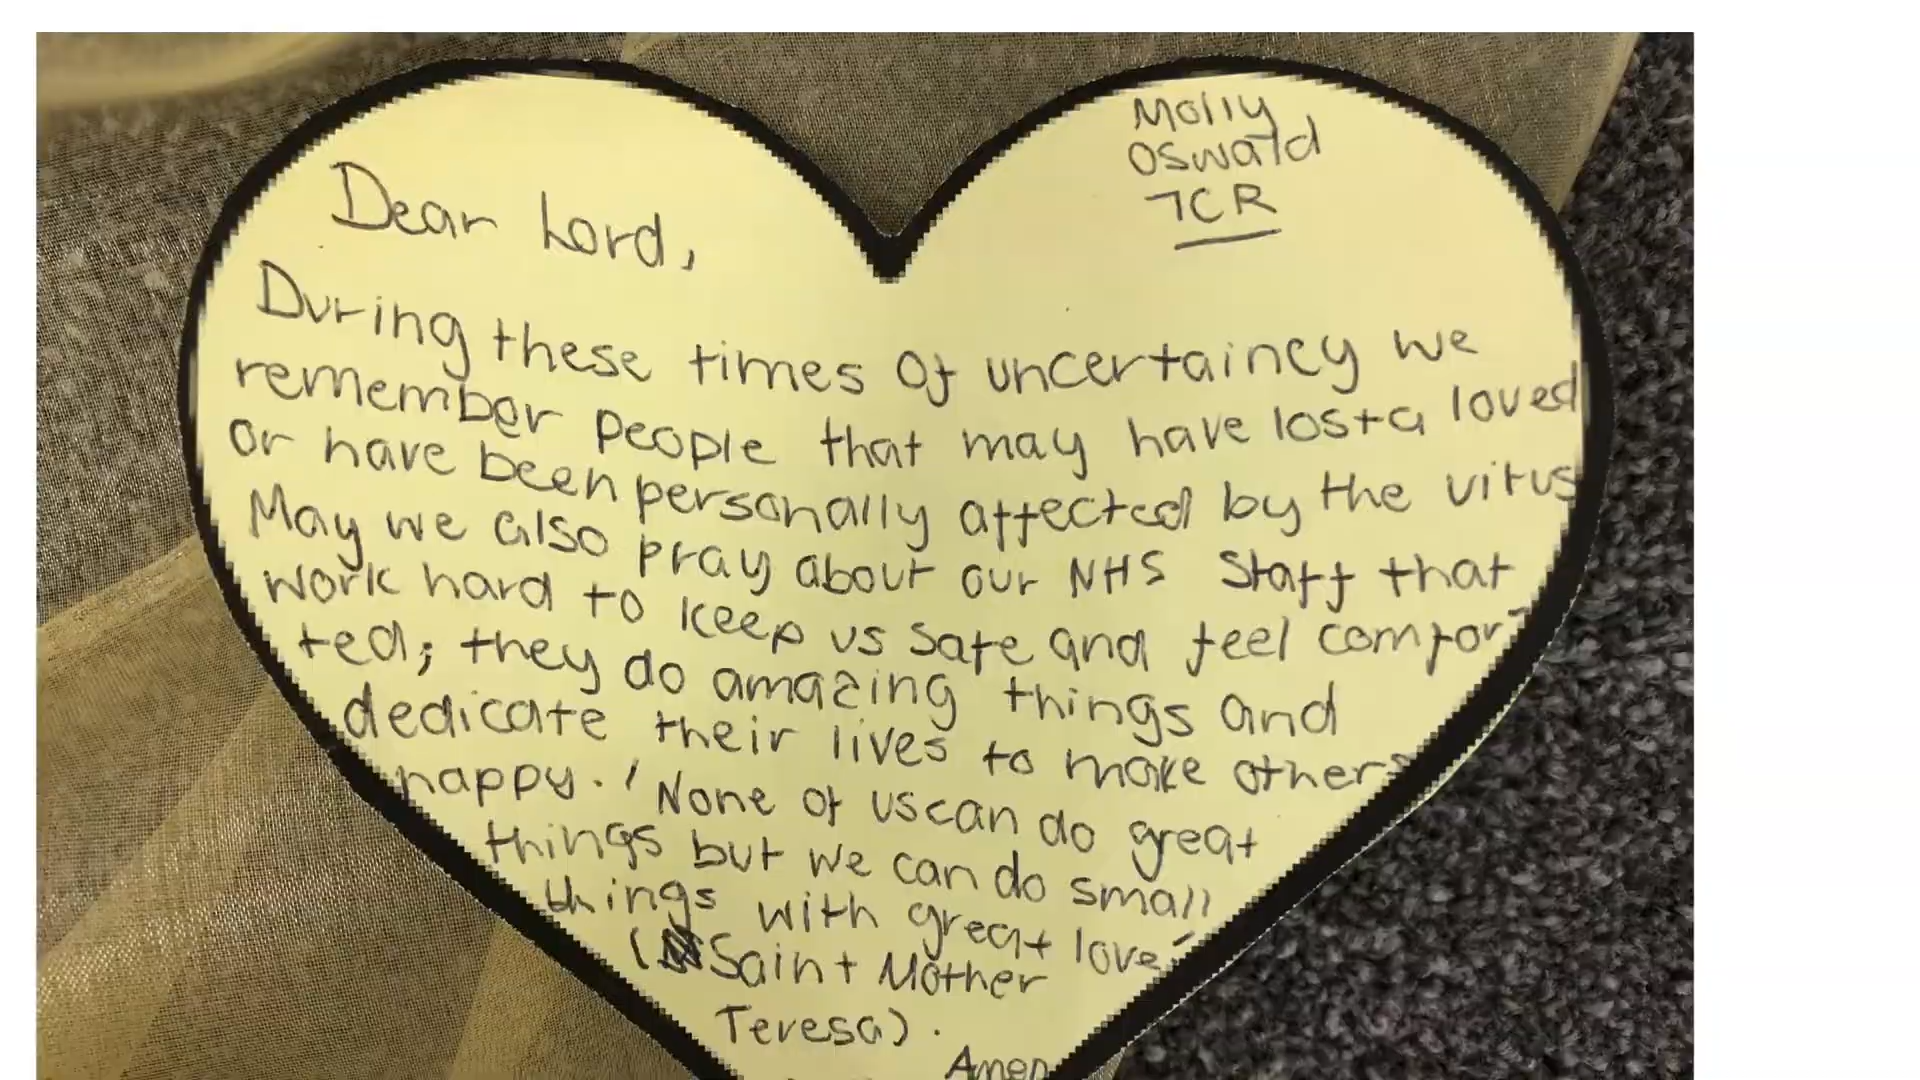 Molly
Oswald
7CR
Dear Lord,
During these times of uncertaincy we
remember people that may have lost a loved
or have been personally affected by the virus
May we also pray about our NHS Staff that
work hard to keep us safe and feel comfor-
ted; they do amazing things and
dedicate their lives to make others
happy. 'None of us can do great
things but we can do small
things with great love'
(Saint Mother
Teresa).
Amen